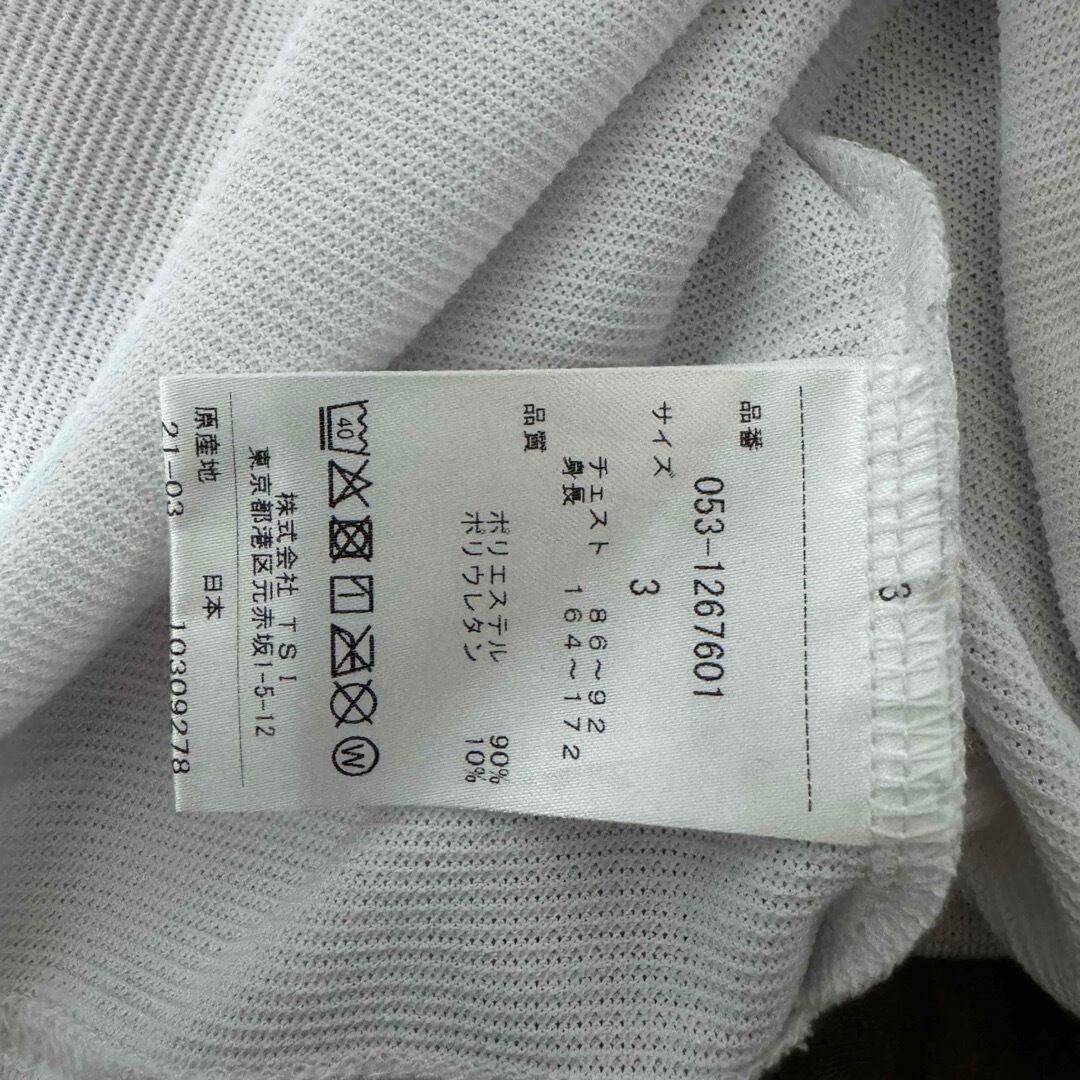 3
品番
053-1267601
サイズ
3
チェスト 86～92
身長 164～172
品質
ポリエステル 90%
ポリウレタン 10%
40
W
株式会社 TSI
東京都港区元赤坂1-5-12
原産地 日本
21-03 10309278